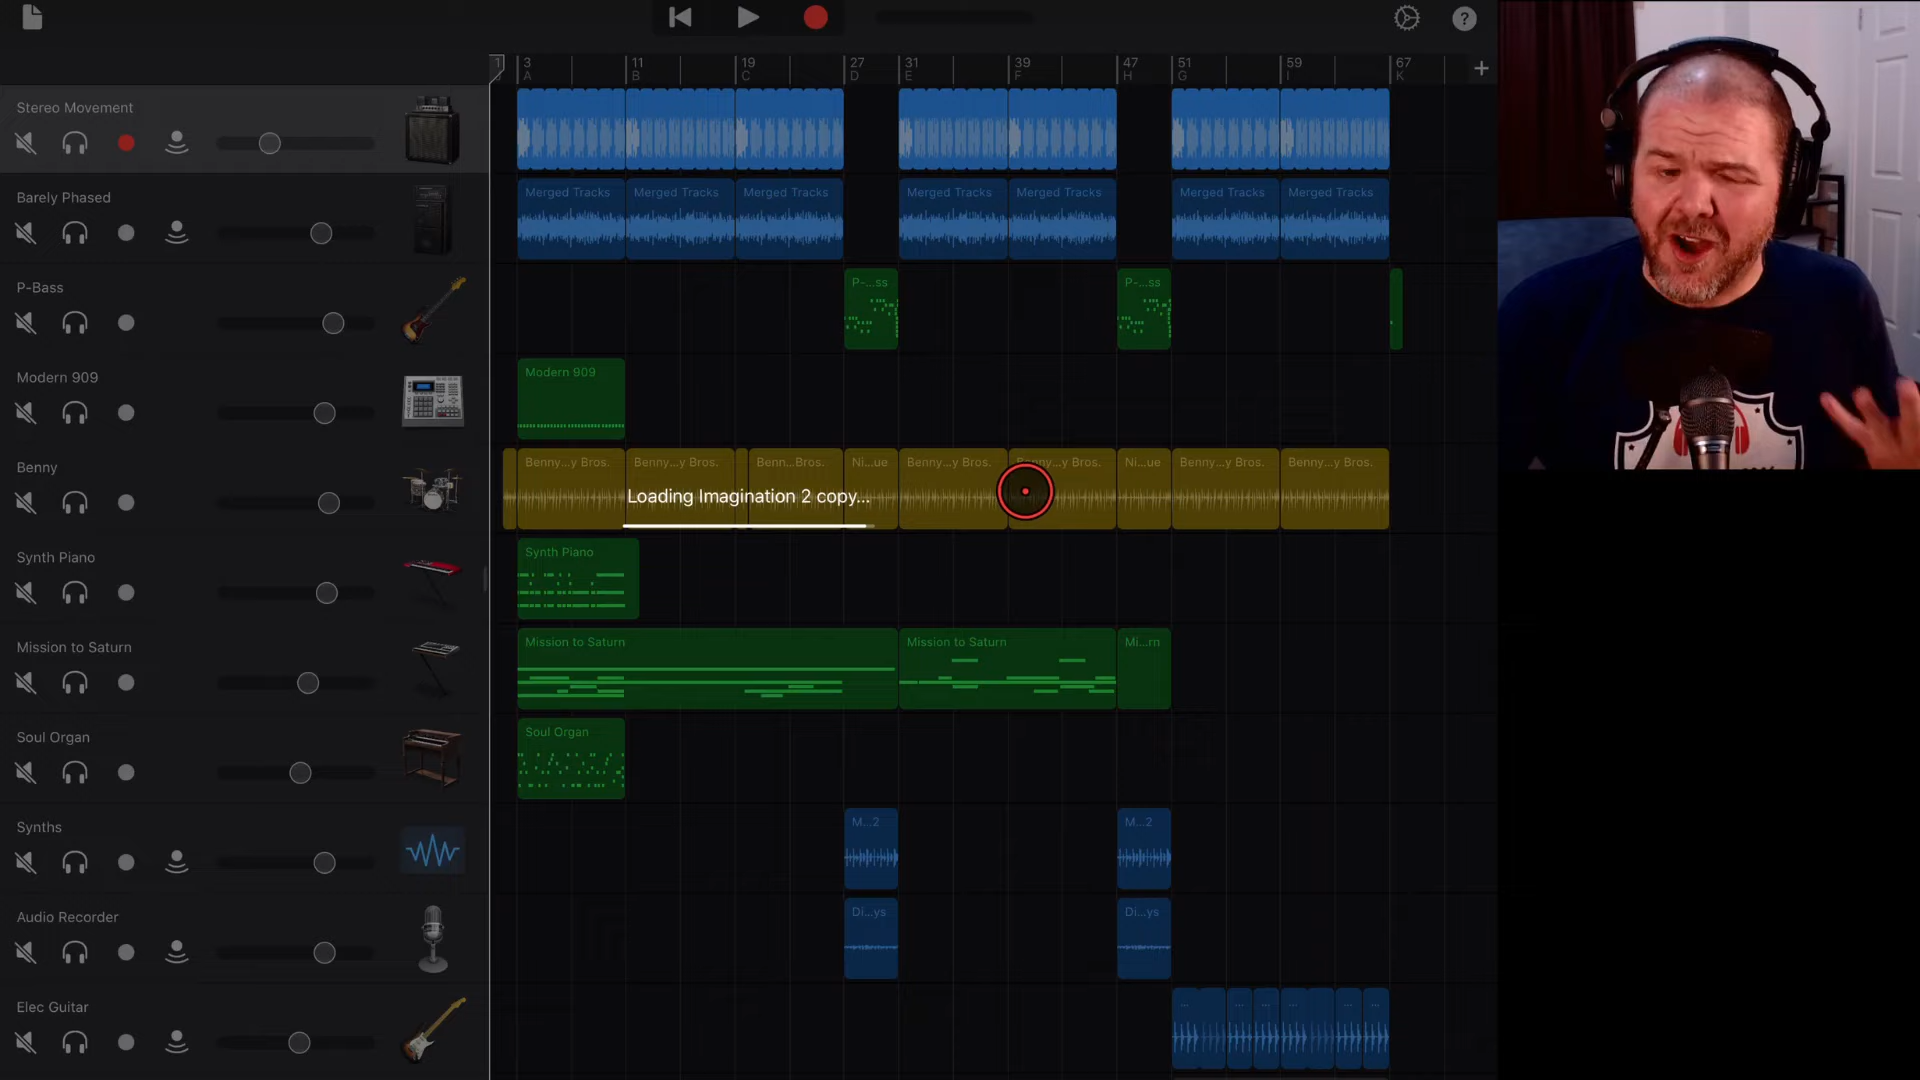 1 3 11 19 27 31 39 47 51 59 67
A B C D E F H G I K
Stereo Movement
Barely Phased
Merged Tracks Merged Tracks Merged Tracks Merged Tracks Merged Tracks Merged Tracks Merged Tracks
P-Bass
P-...ss P-...ss
Modern 909
Modern 909
Benny
Benny...y Bros. Benny...y Bros. Benn...Bros. Ni...ue Benny...y Bros. Benny...y Bros. Ni...ue Benny...y Bros. Benny...y Bros.
Loading Imagination 2 copy...
Synth Piano
Synth Piano
Mission to Saturn
Mission to Saturn Mission to Saturn Mi...rn
Soul Organ
Soul Organ
Synths
M...2 M...2
Audio Recorder
Di...ys Di...ys
Elec Guitar